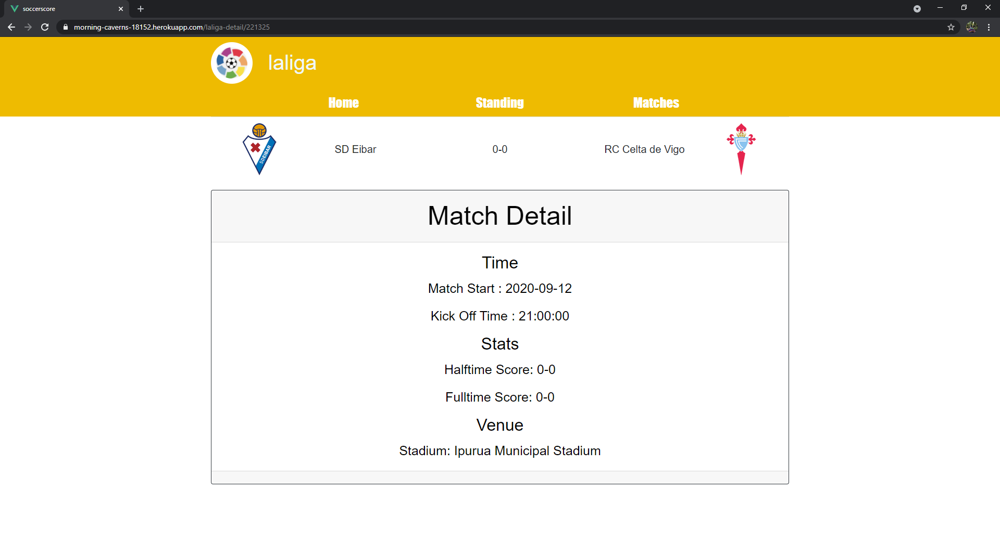 soccerscore
morning-caverns-18152.herokuapp.com/laliga-detail/221325
laliga
Home Standing Matches
SD EIBAR
SD Eibar 0-0 RC Celta de Vigo
Match Detail
Time
Match Start : 2020-09-12
Kick Off Time : 21:00:00
Stats
Halftime Score: 0-0
Fulltime Score: 0-0
Venue
Stadium: Ipurua Municipal Stadium